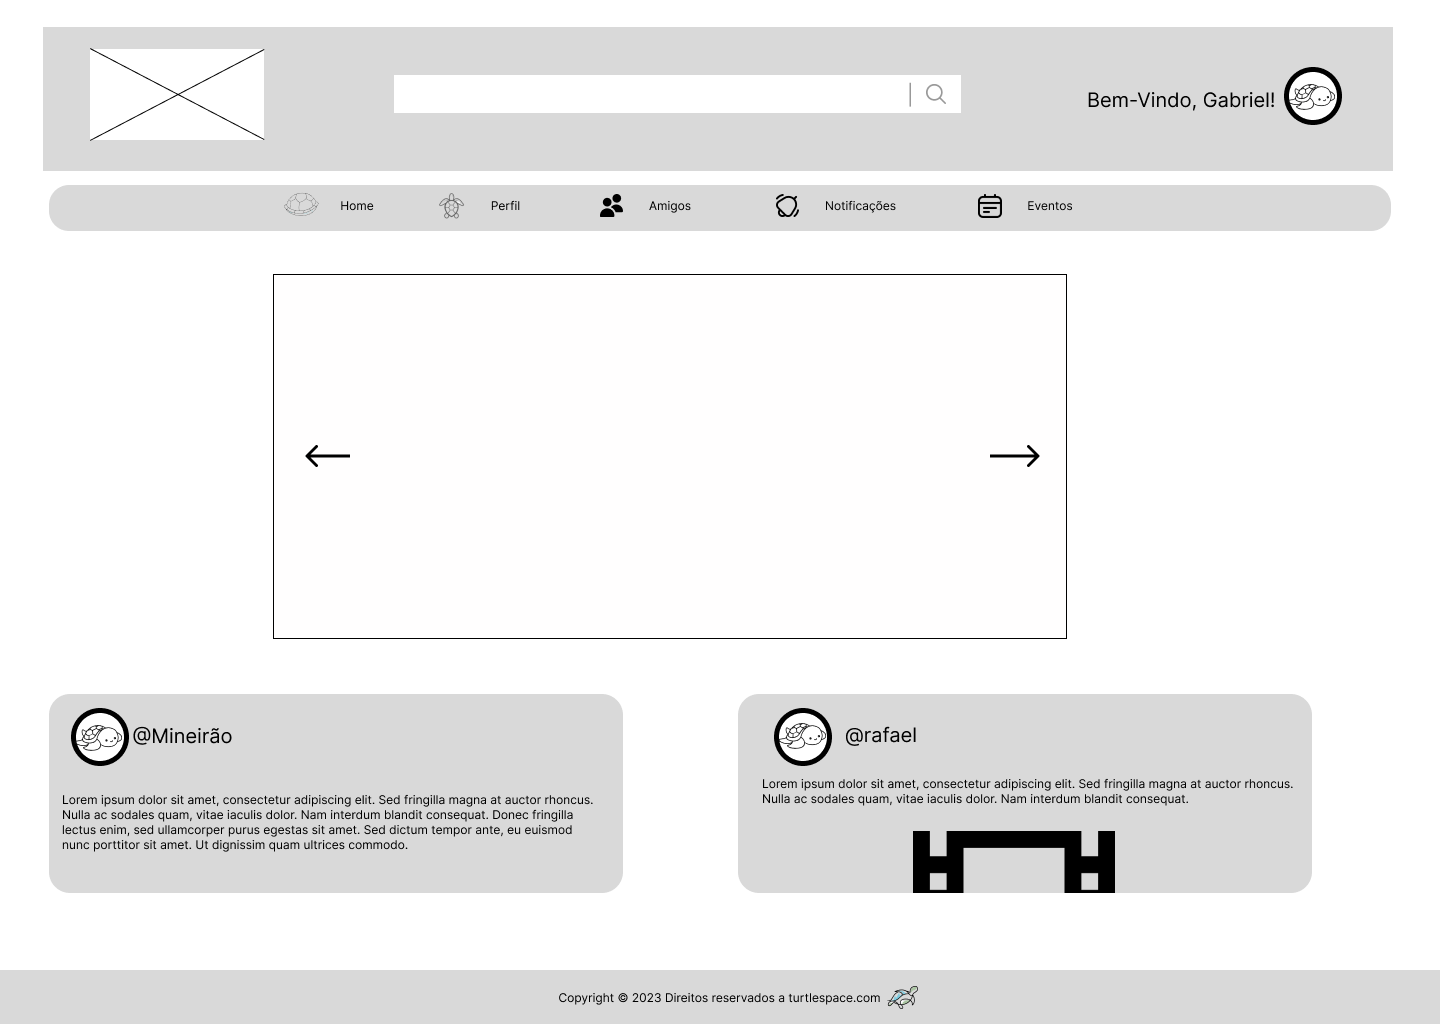 Bem-Vindo, Gabriel!
Home
Perfil
Amigos
Notificações
Eventos
@Mineirão
Lorem ipsum dolor sit amet, consectetur adipiscing elit. Sed fringilla magna at auctor rhoncus.
Nulla ac sodales quam, vitae iaculis dolor. Nam interdum blandit consequat. Donec fringilla
lectus enim, sed ullamcorper purus egestas sit amet. Sed dictum tempor ante, eu euismod
nunc porttitor sit amet. Ut dignissim quam ultrices commodo.
@rafael
Lorem ipsum dolor sit amet, consectetur adipiscing elit. Sed fringilla magna at auctor rhoncus.
Nulla ac sodales quam, vitae iaculis dolor. Nam interdum blandit consequat.
Copyright © 2023 Direitos reservados a turtlespace.com